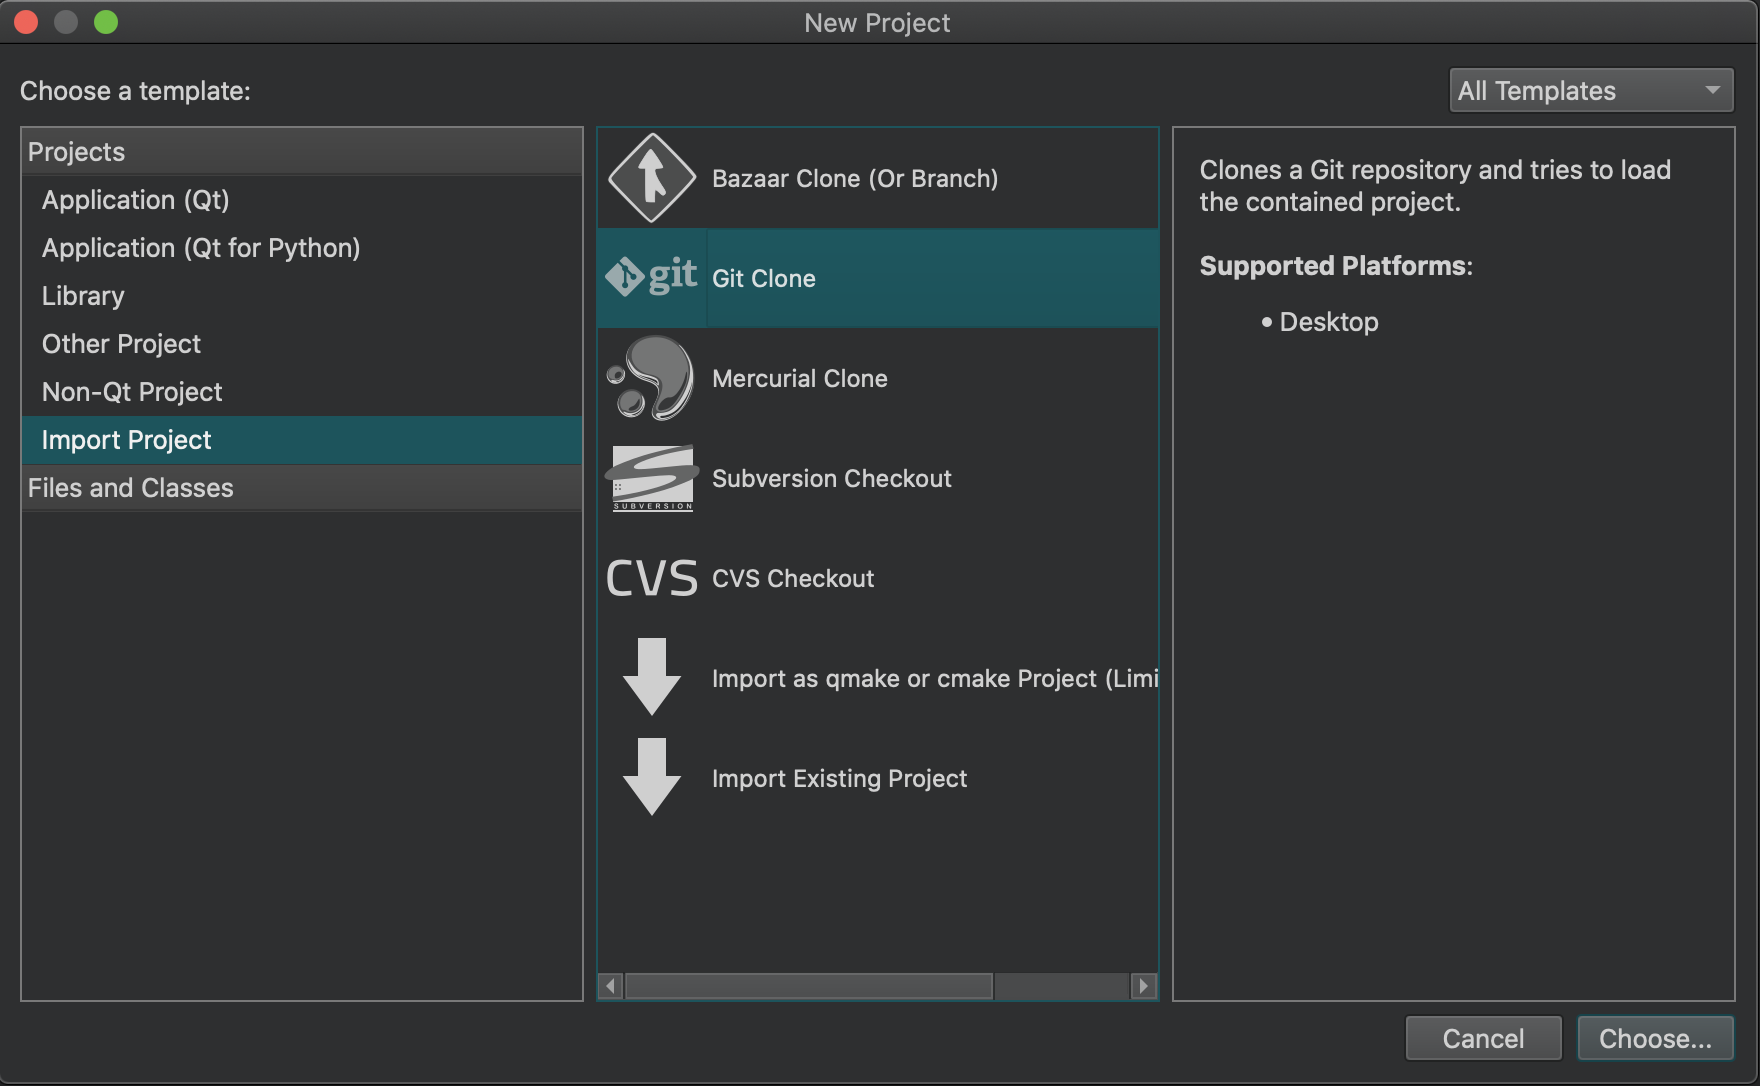 New Project
Choose a template:
All Templates
Projects
Application (Qt)
Application (Qt for Python)
Library
Other Project
Non-Qt Project
Import Project
Files and Classes
Bazaar Clone (Or Branch)
git
Git Clone
Mercurial Clone
SUBVERSION
Subversion Checkout
CVS
CVS Checkout
Import as qmake or cmake Project (Limi
Import Existing Project
Clones a Git repository and tries to load
the contained project.
Supported Platforms:
• Desktop
Cancel
Choose...